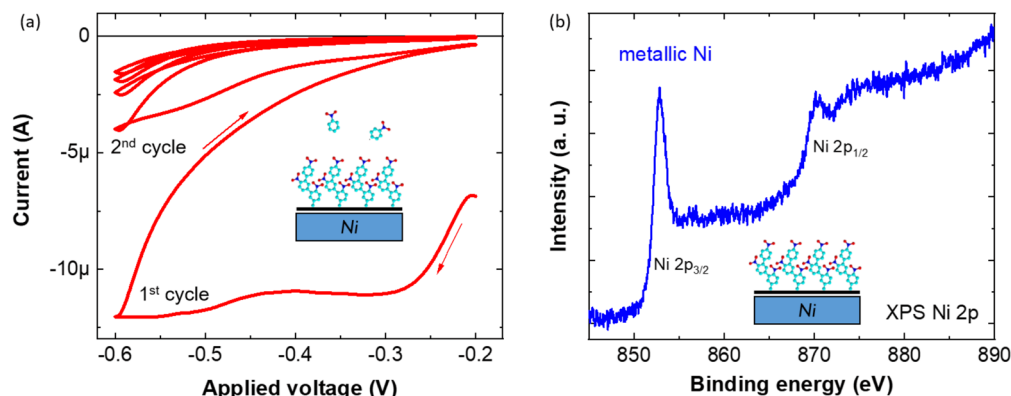 (a)
0
-5µ
-10µ
Current (A)
2nd cycle
1st cycle
Ni
-0.6
-0.5
-0.4
-0.3
-0.2
Applied voltage (V)
(b)
metallic Ni
Intensity (a. u.)
Ni 2p1/2
Ni 2p3/2
Ni
XPS Ni 2p
850
860
870
880
890
Binding energy (eV)